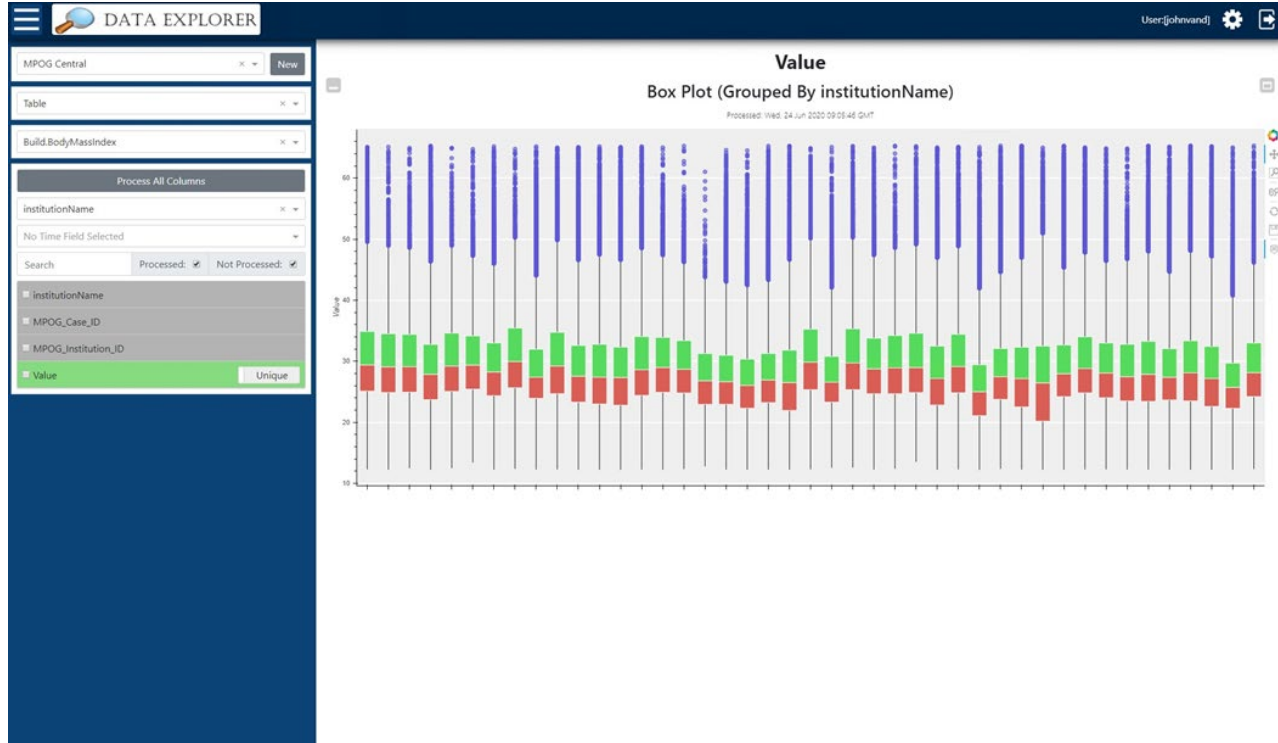 DATA EXPLORER
User:[johnvand]
MPOG Central
New
Table
Build.BodyMassIndex
Process All Columns
institutionName
No Time Field Selected
Search Processed: Not Processed:
institutionName
MPOG_Case_ID
MPOG_Institution_ID
Value Unique
Value
Box Plot (Grouped By institutionName)
Processed: Wed, 24 Jun 2020 09:05:46 GMT
60
50
40
30
20
10
Value